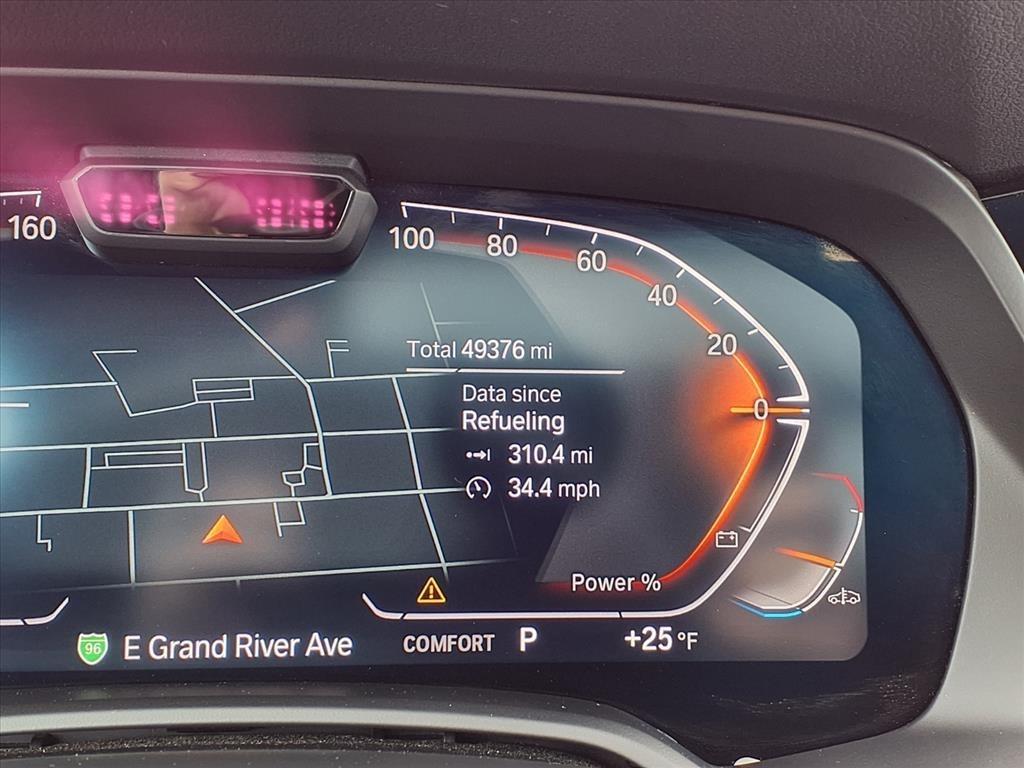 160
100
80
60
40
20
0
Total 49376 mi
Data since
Refueling
310.4 mi
34.4 mph
Power %
96 E Grand River Ave
COMFORT P +25 °F